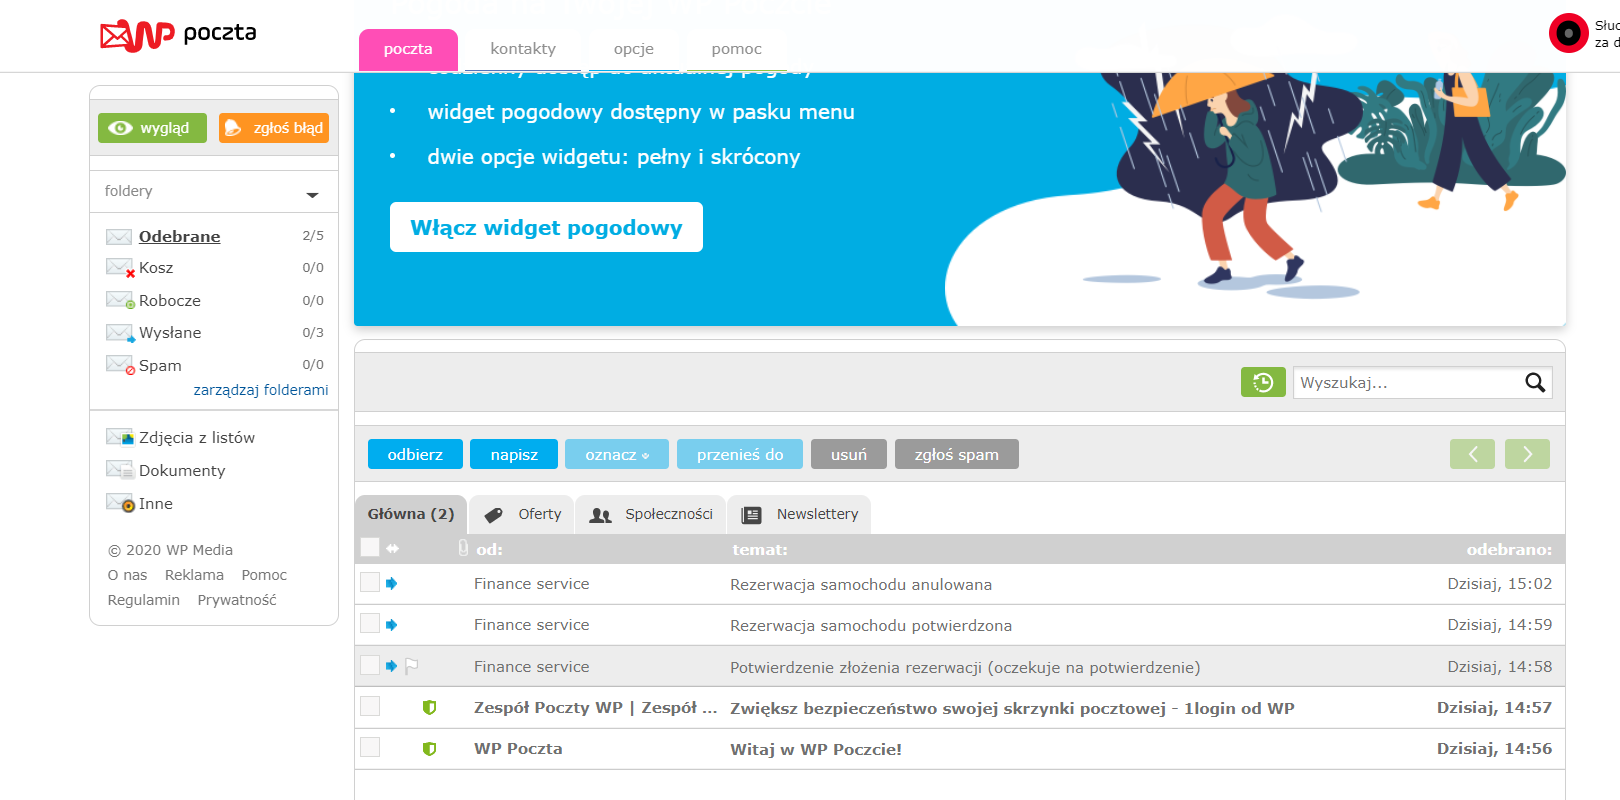 WP poczta
poczta
kontakty
opcje
pomoc
za d
wygląd
zgłoś błąd
widget pogodowy dostępny w pasku menu
dwie opcje widgetu: pełny i skrócony
Włącz widget pogodowy
foldery
Odebrane 2/5
Kosz 0/0
Robocze 0/0
Wysłane 0/3
Spam 0/0
zarządzaj folderami
Zdjęcia z listów
Dokumenty
Inne
© 2020 WP Media
O nas Reklama Pomoc
Regulamin Prywatność
Wyszukaj...
odbierz napisz oznacz przenieś do usuń zgłoś spam
Główna (2) Oferty Społeczności Newslettery
od: temat: odebrano:
Finance service Rezerwacja samochodu anulowana Dzisiaj, 15:02
Finance service Rezerwacja samochodu potwierdzona Dzisiaj, 14:59
Finance service Potwierdzenie złożenia rezerwacji (oczekuje na potwierdzenie) Dzisiaj, 14:58
Zespół Poczty WP | Zespół ... Zwiększ bezpieczeństwo swojej skrzynki pocztowej - 1login od WP Dzisiaj, 14:57
WP Poczta Witaj w WP Poczcie! Dzisiaj, 14:56